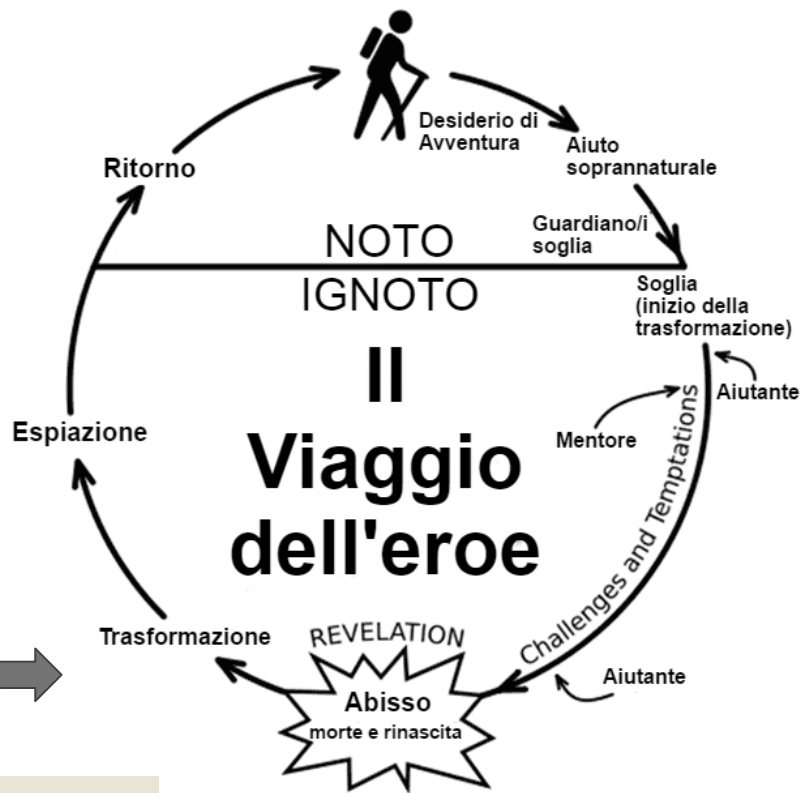 Desiderio di
Avventura
Aiuto
soprannaturale
Ritorno
Guardiano/i
soglia
NOTO
IGNOTO
Soglia
(inizio della
trasformazione)
Aiutante
Mentore
Challenges and Temptations
Il
Viaggio
dell'eroe
Espiazione
Trasformazione
REVELATION
Abisso
morte e rinascita
Aiutante